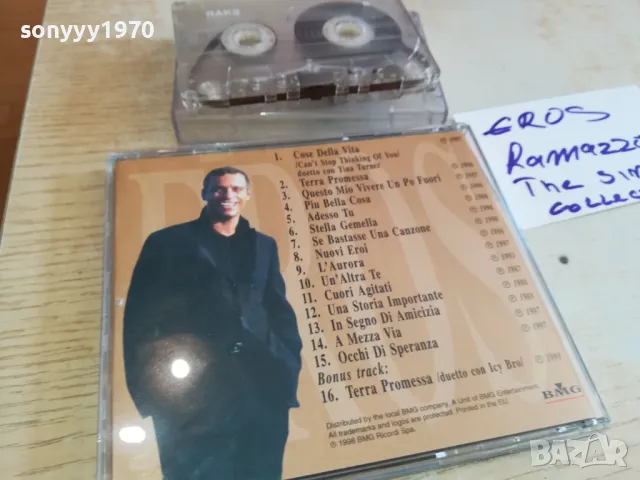 sonyyy1970
BMG
EROS
Ramazzo
The SIN
COLLEC
1. Cose Della Vita
/Can't Stop Thinking Of You/
duetto con Tina Turner
2. Terra Promessa
3. Questo Mio Vivere Un Po Fuori
4. Piu Bella Cosa
5. Adesso Tu
6. Stella Gemella
7. Se Bastasse Una Canzone
8. Nuovi Eroi
9. L'Aurora
10. Un'Altra Te
11. Cuori Agitati
12. Una Storia Importante
13. In Segno Di Amicizia
14. A Mezza Via
15. Occhi Di Speranza
Bonus track:
16. Terra Promessa /duetto con Icy Bro/
BMG
Distributed by the local BMG company. A Unit of BMG Entertainment.
All trademarks and logos are protected. Printed in the EU.
℗ 1998 BMG Ricordi Spa.
BAZAR